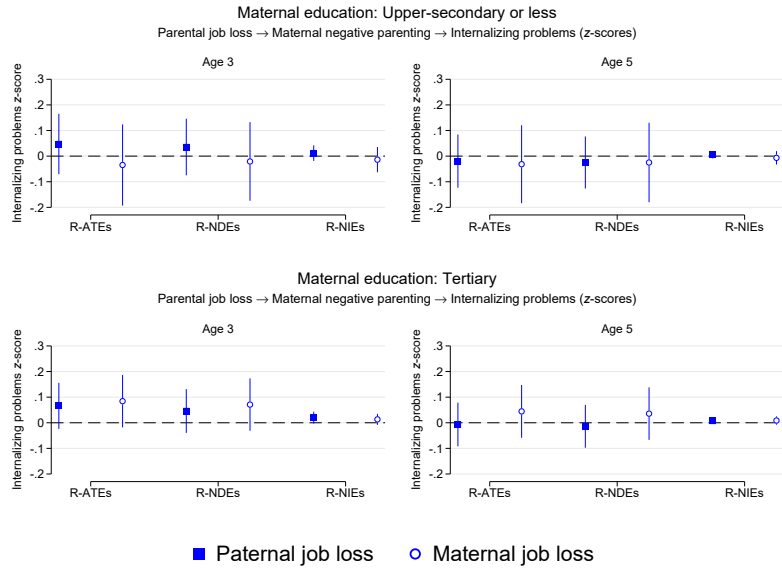 Maternal education: Upper-secondary or less
Parental job loss → Maternal negative parenting → Internalizing problems (z-scores)
Age 3
Internalizing problems z-score
.3
.2
.1
0
-.1
-.2
R-ATEs R-NDEs R-NIEs
Age 5
Internalizing problems z-score
.3
.2
.1
0
-.1
-.2
R-ATEs R-NDEs R-NIEs
Maternal education: Tertiary
Parental job loss → Maternal negative parenting → Internalizing problems (z-scores)
Age 3
Internalizing problems z-score
.3
.2
.1
0
-.1
-.2
R-ATEs R-NDEs R-NIEs
Age 5
Internalizing problems z-score
.3
.2
.1
0
-.1
-.2
R-ATEs R-NDEs R-NIEs
Paternal job loss Maternal job loss